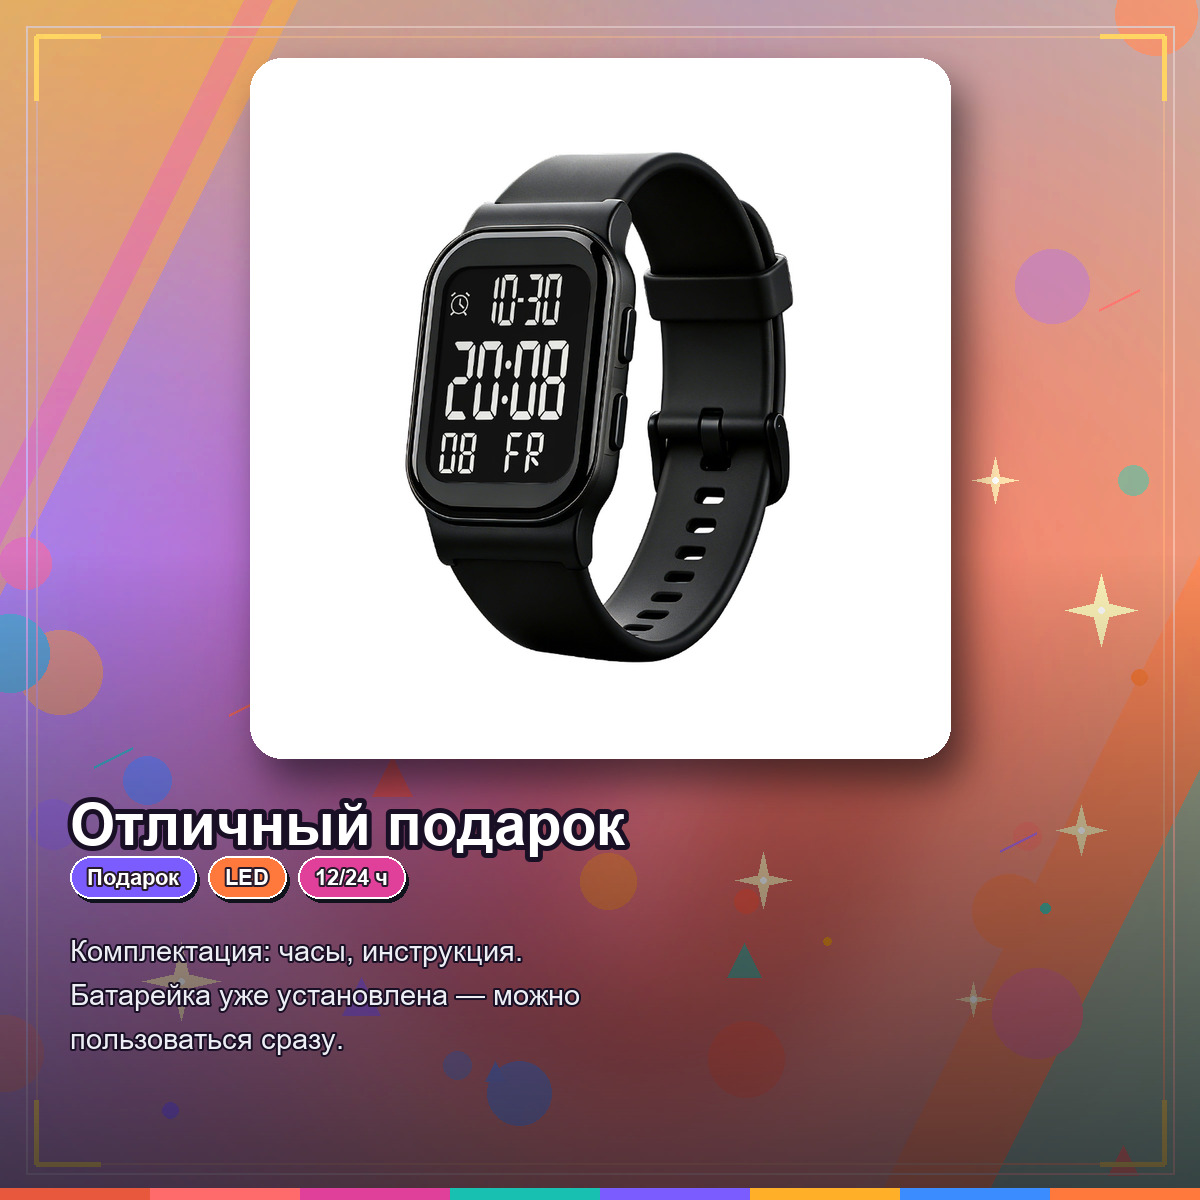 10-30
20:08
08 FR
Отличный подарок
Подарок LED 12/24 ч
Комплектация: часы, инструкция.
Батарейка уже установлена — можно
пользоваться сразу.